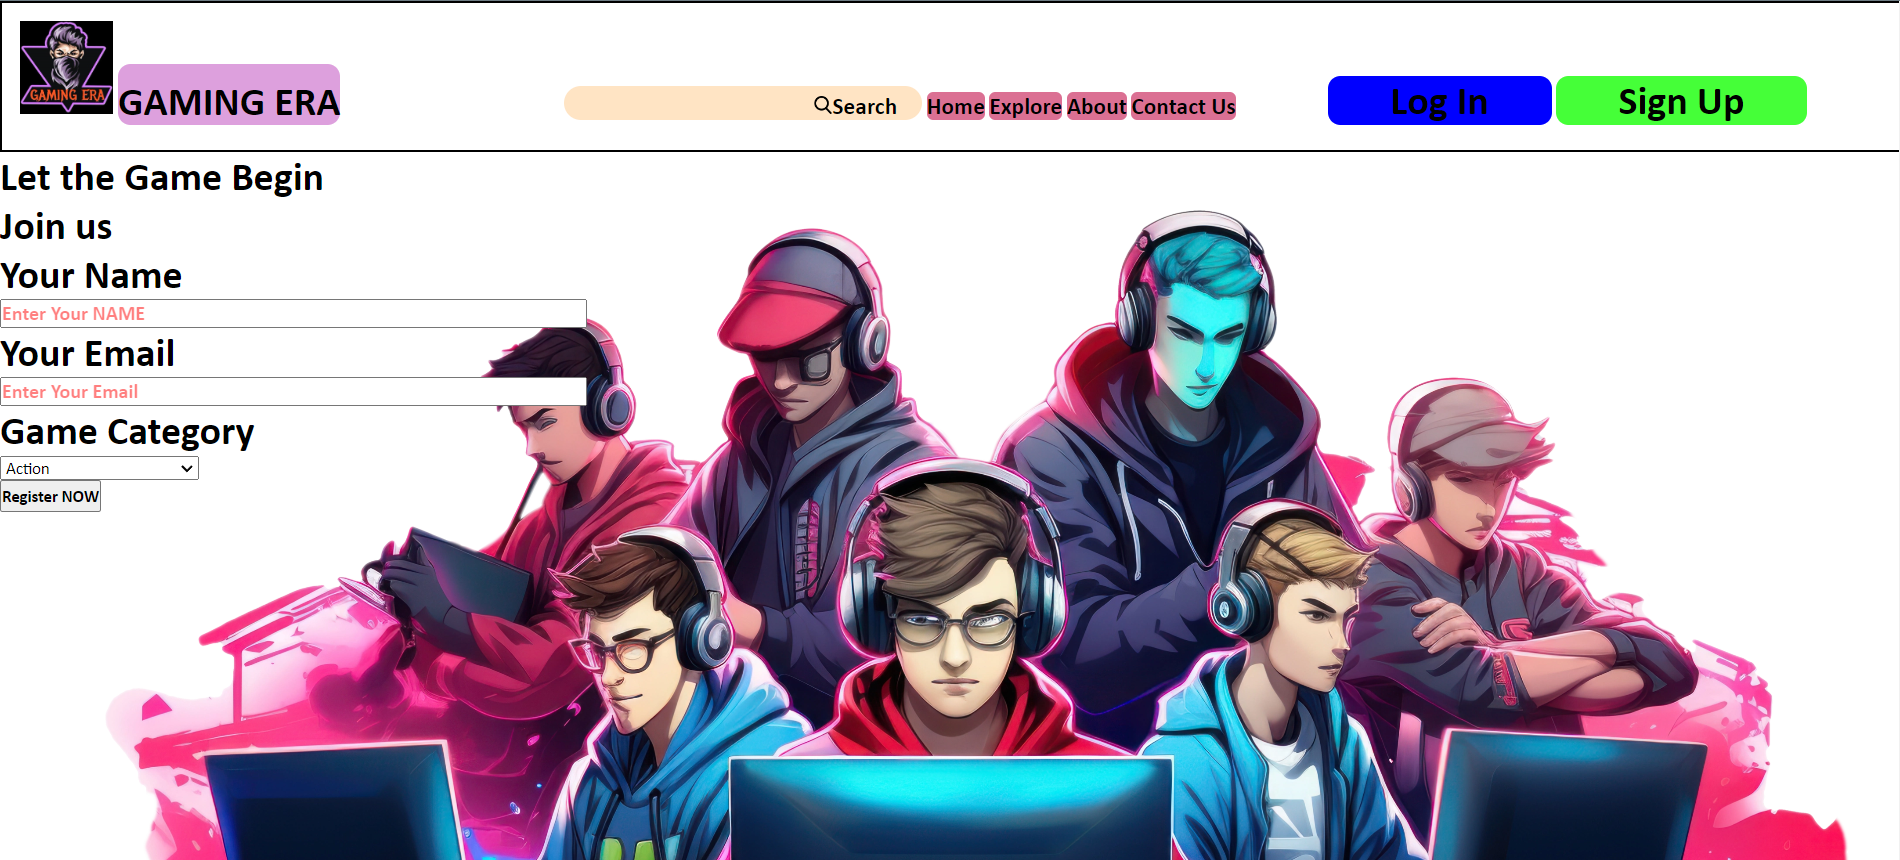 GAMING ERA
GAMING ERA
Search Home Explore About Contact Us
Log In Sign Up
Let the Game Begin
Join us
Your Name
Enter Your NAME
Your Email
Enter Your Email
Game Category
Action
Register NOW